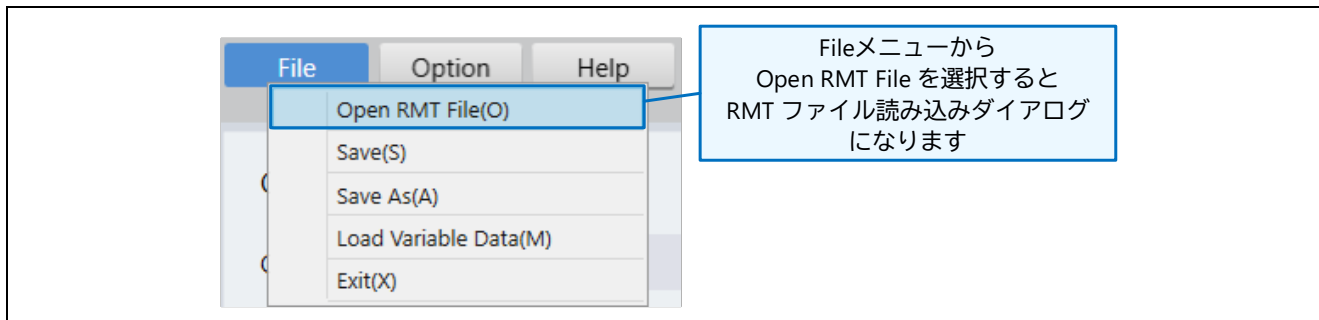 File Option Help
Open RMT File(O)
Save(S)
Save As(A)
Load Variable Data(M)
Exit(X)
Fileメニューから
Open RMT File を選択すると
RMT ファイル読み込みダイアログ
になります